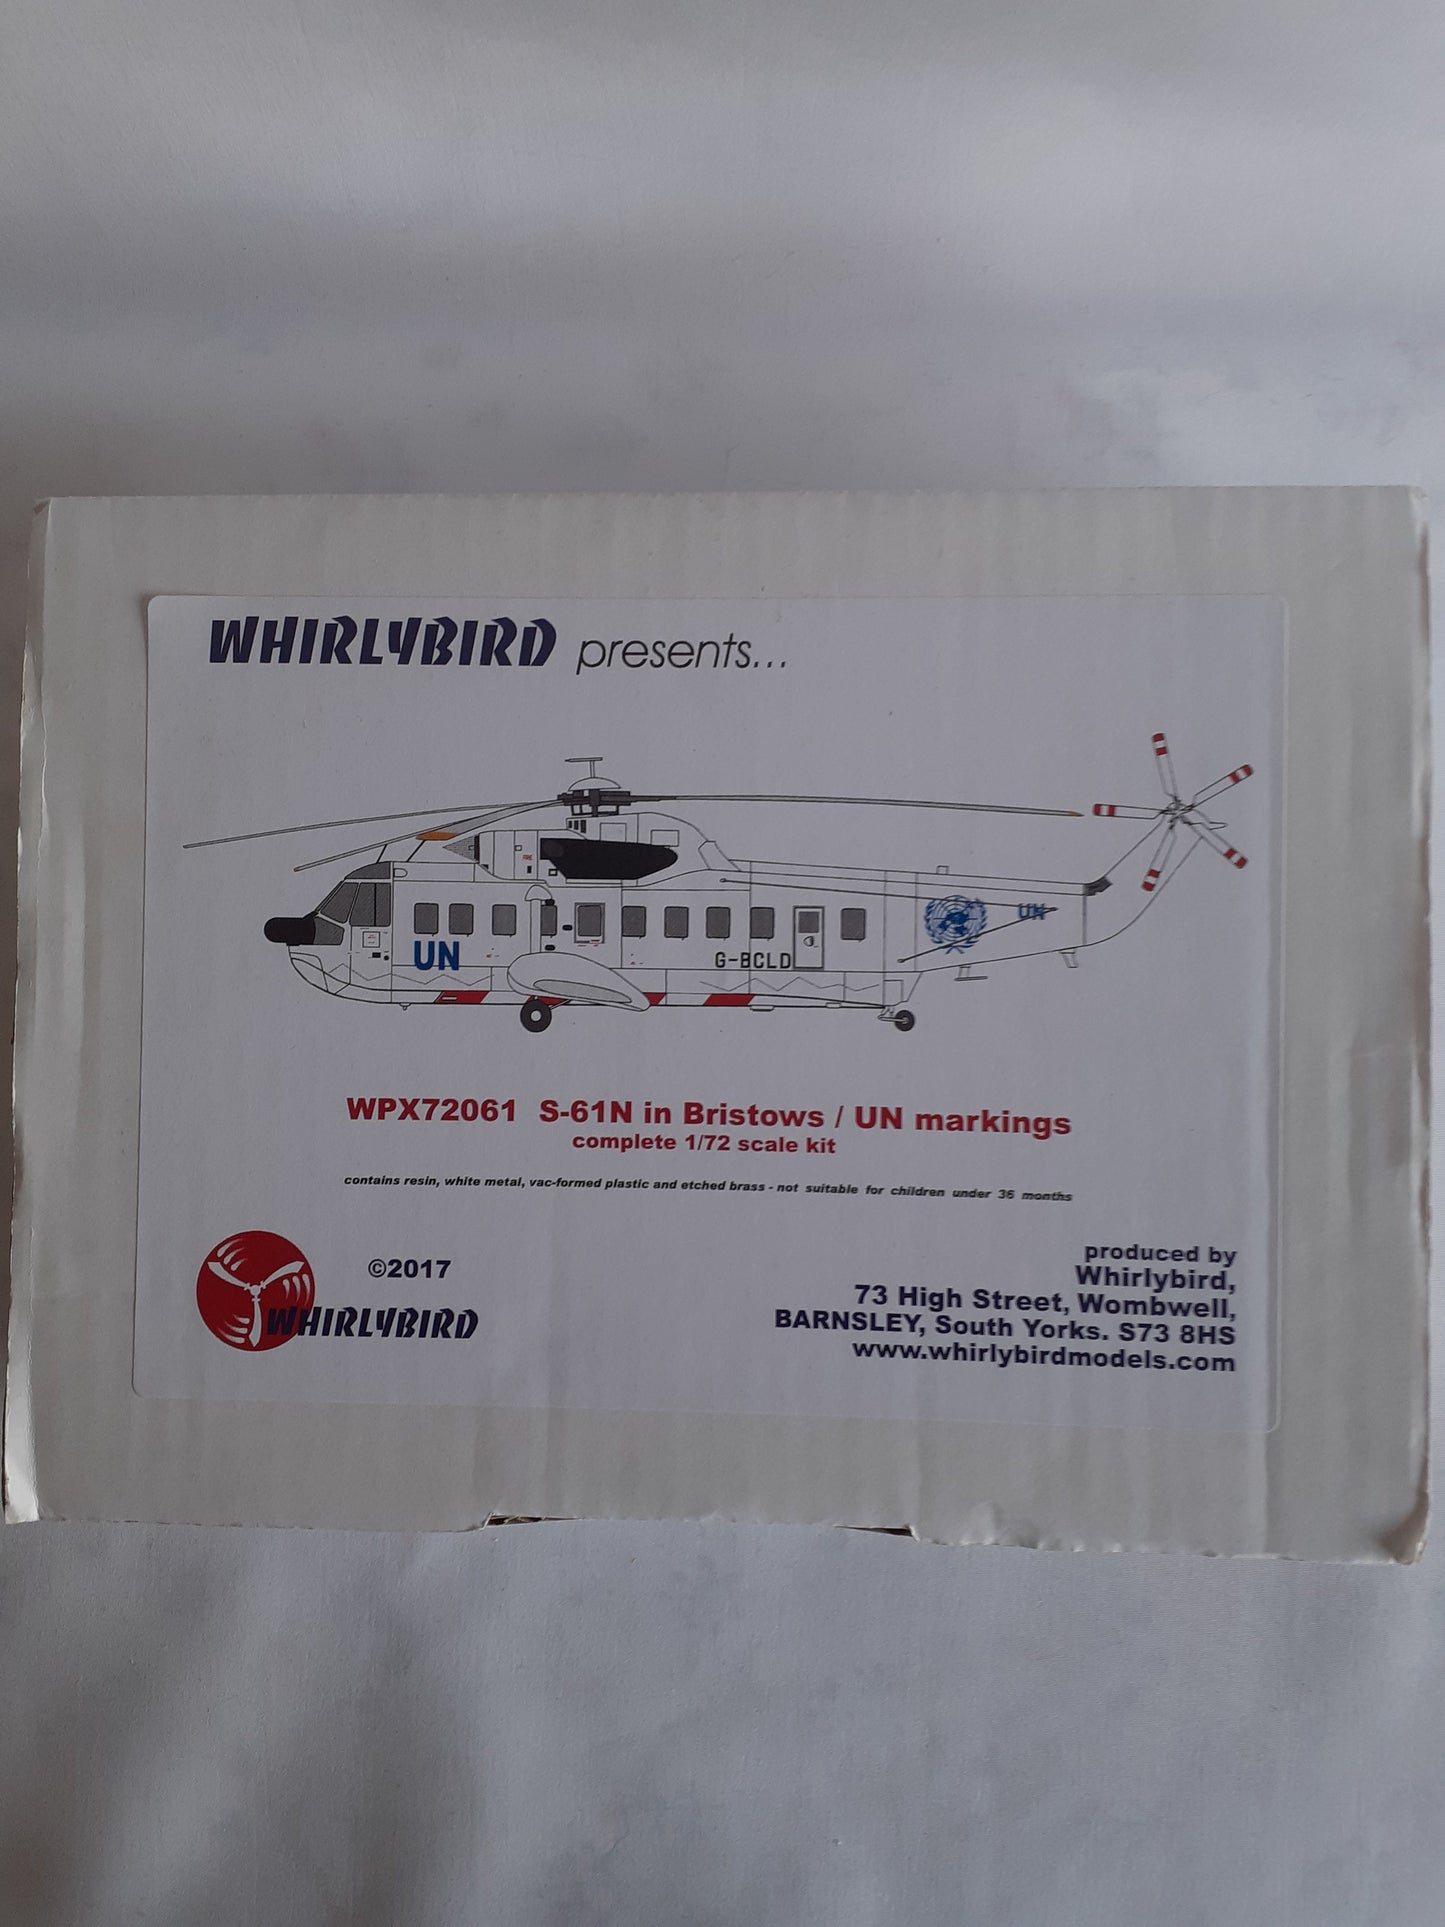 WHIRLYBIRD presents...
FIRE
UN
UN
G-BCLD
WPX72061 S-61N in Bristows / UN markings
complete 1/72 scale kit
contains resin, white metal, vac-formed plastic and etched brass - not suitable for children under 36 months
©2017
WHIRLYBIRD
produced by
Whirlybird,
73 High Street, Wombwell,
BARNSLEY, South Yorks. S73 8HS
www.whirlybirdmodels.com